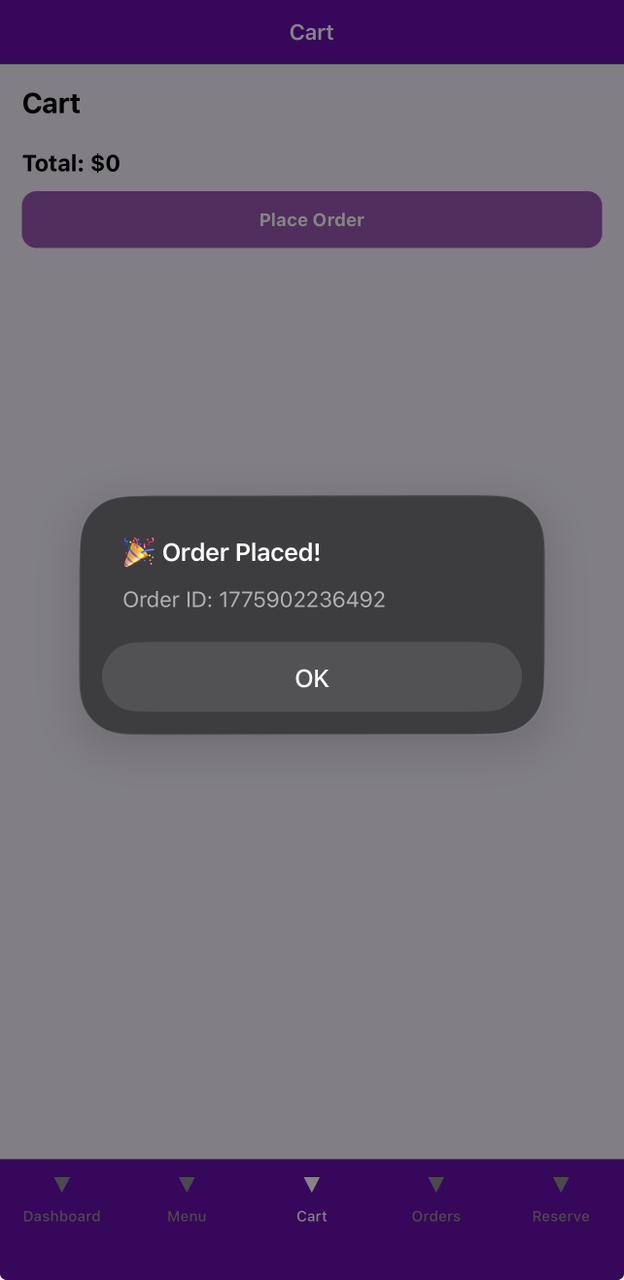 Cart
Cart
Total: $0
Place Order
🎉 Order Placed!
Order ID: 1775902236492
OK
Dashboard
Menu
Cart
Orders
Reserve